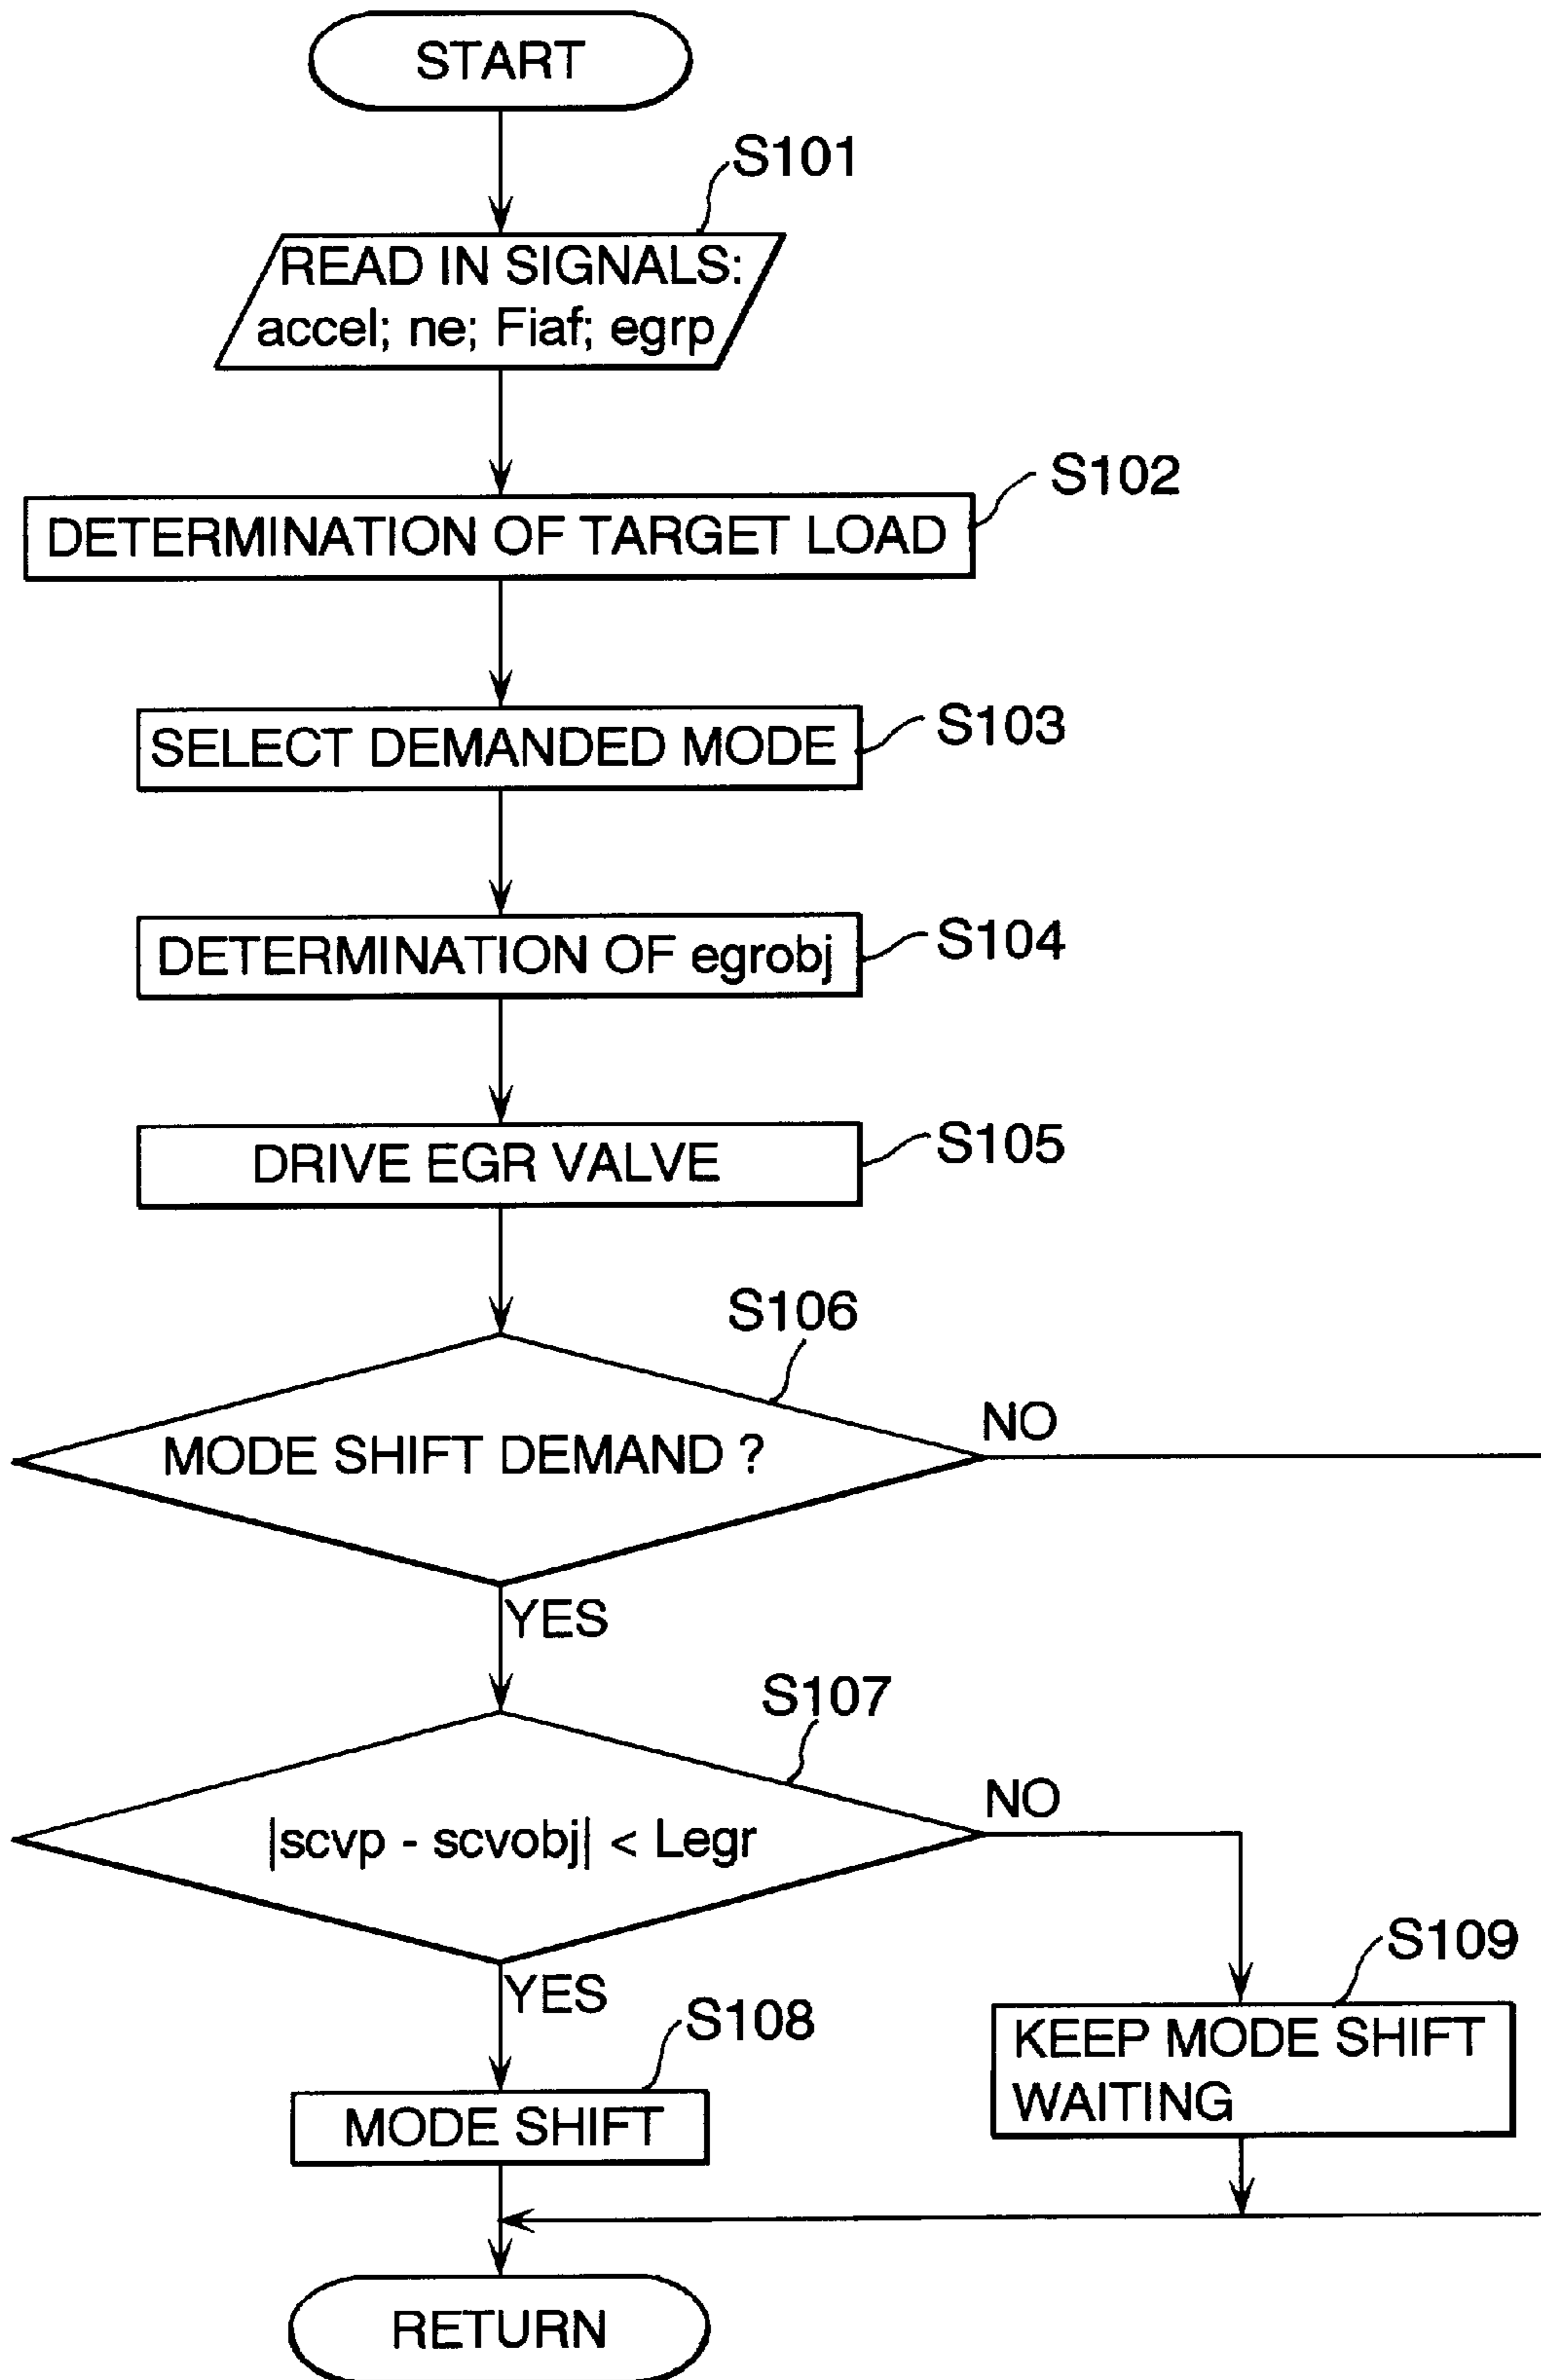 START
S101
READ IN SIGNALS:
accel; ne; Fiaf; egrp
S102
DETERMINATION OF TARGET LOAD
S103
SELECT DEMANDED MODE
S104
DETERMINATION OF egrobj
S105
DRIVE EGR VALVE
S106
MODE SHIFT DEMAND ?
NO
YES
S107
|scvp - scvobj| < Legr
NO
YES
S108
MODE SHIFT
S109
KEEP MODE SHIFT
WAITING
RETURN